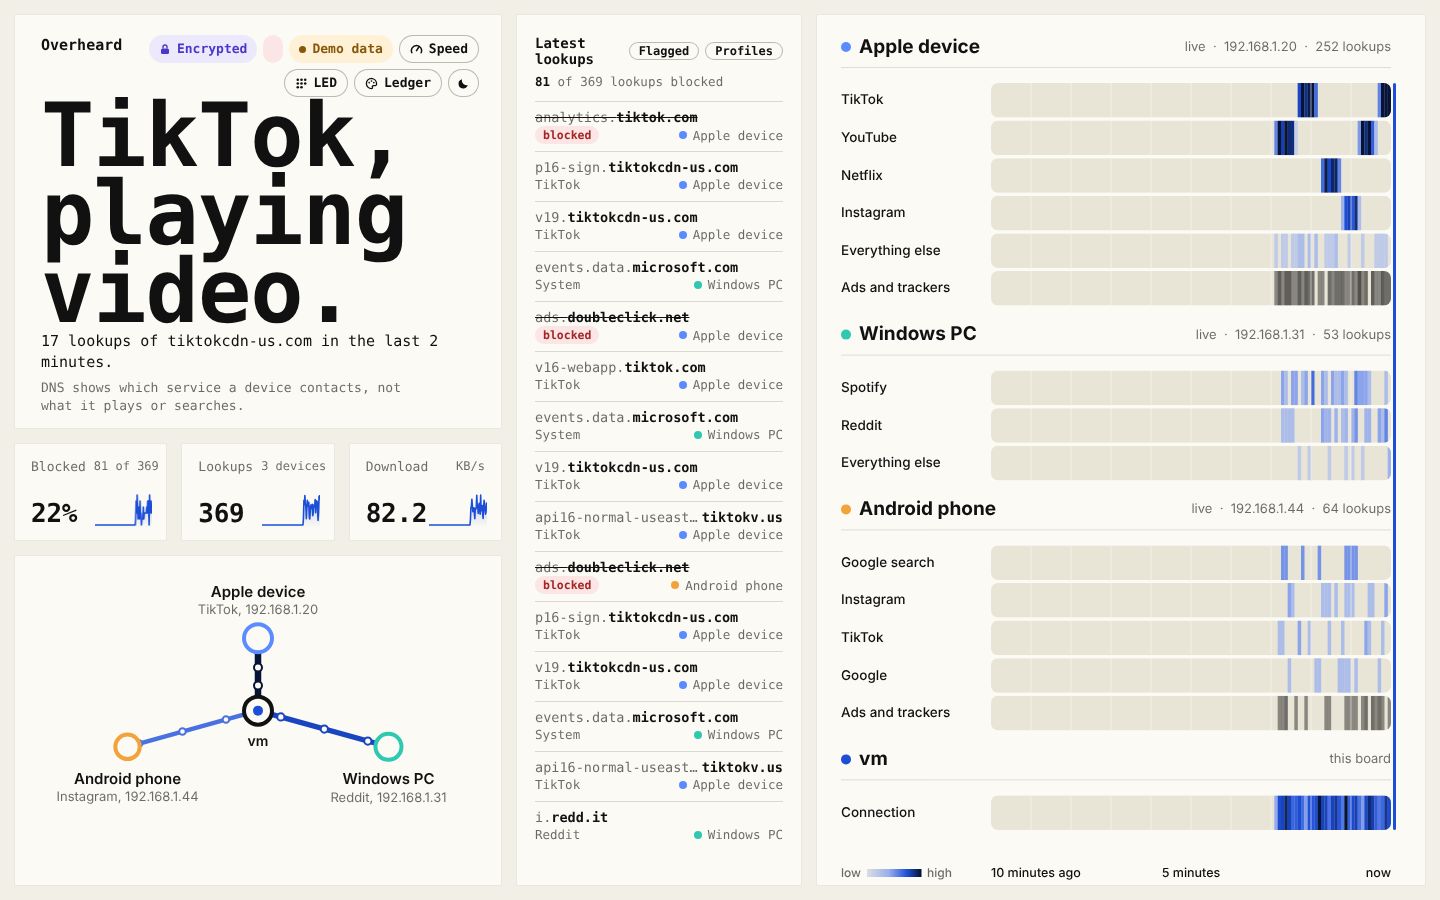 Overheard
Encrypted
Demo data
Speed
LED
Ledger
TikTok,
playing
video.
17 lookups of tiktokcdn-us.com in the last 2
minutes.
DNS shows which service a device contacts, not
what it plays or searches.
Blocked 81 of 369
22%
Lookups 3 devices
369
Download KB/s
82.2
Apple device
TikTok, 192.168.1.20
vm
Android phone
Instagram, 192.168.1.44
Windows PC
Reddit, 192.168.1.31
Latest
lookups
Flagged
Profiles
81 of 369 lookups blocked
analytics.tiktok.com
blocked Apple device
p16-sign.tiktokcdn-us.com
TikTok Apple device
v19.tiktokcdn-us.com
TikTok Apple device
events.data.microsoft.com
System Windows PC
ads.doubleclick.net
blocked Apple device
v16-webapp.tiktok.com
TikTok Apple device
events.data.microsoft.com
System Windows PC
v19.tiktokcdn-us.com
TikTok Apple device
api16-normal-useast… tiktokv.us
TikTok Apple device
ads.doubleclick.net
blocked Android phone
p16-sign.tiktokcdn-us.com
TikTok Apple device
v19.tiktokcdn-us.com
TikTok Apple device
events.data.microsoft.com
System Windows PC
api16-normal-useast… tiktokv.us
TikTok Apple device
i.redd.it
Reddit Windows PC
Apple device
live · 192.168.1.20 · 252 lookups
TikTok
YouTube
Netflix
Instagram
Everything else
Ads and trackers
Windows PC
live · 192.168.1.31 · 53 lookups
Spotify
Reddit
Everything else
Android phone
live · 192.168.1.44 · 64 lookups
Google search
Instagram
TikTok
Google
Ads and trackers
vm
this board
Connection
low high
10 minutes ago
5 minutes
now